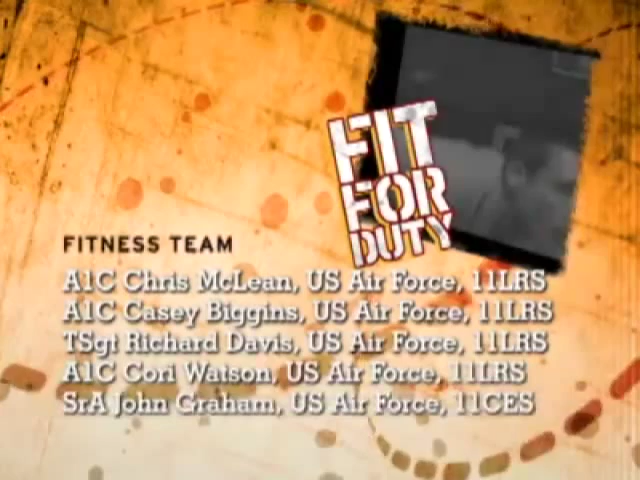 FIT
FOR
DUTY
FITNESS TEAM
A1C Chris McLean, US Air Force, 11LRS
A1C Casey Biggins, US Air Force, 11LRS
TSgt Richard Davis, US Air Force, 11LRS
A1C Cori Watson, US Air Force, 11LRS
SrA John Graham, US Air Force, 11CES